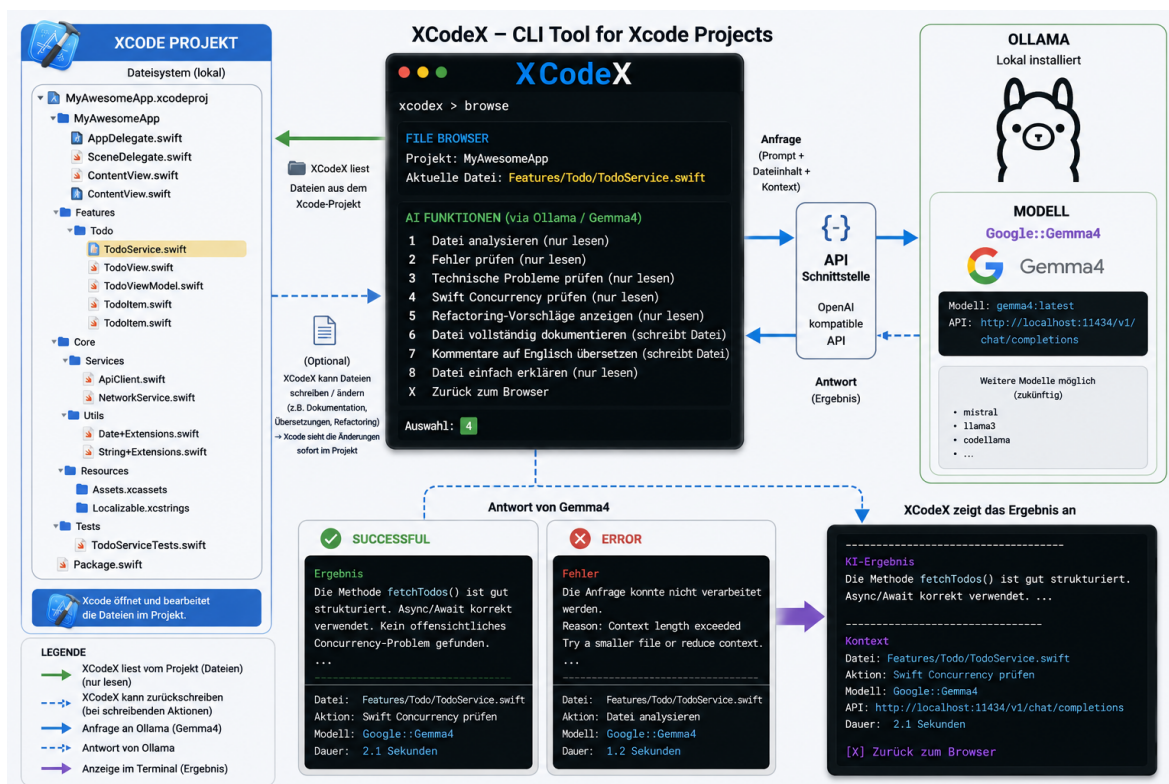 XCODE PROJEKT
Dateisystem (lokal)
MyAwesomeApp.xcodeproj
MyAwesomeApp
AppDelegate.swift
SceneDelegate.swift
ContentView.swift
ContentView.swift
Features
Todo
TodoService.swift
TodoView.swift
TodoViewModel.swift
TodoItem.swift
TodoItem.swift
Core
Services
ApiClient.swift
NetworkService.swift
Utils
Date+Extensions.swift
String+Extensions.swift
Resources
Assets.xcassets
Localizable.xcstrings
Tests
TodoServiceTests.swift
Package.swift
Xcode öffnet und bearbeitet
die Dateien im Projekt.
LEGENDE
XCodeX liest vom Projekt (Dateien)
(nur lesen)
XCodeX kann zurückschreiben
(bei schreibenden Aktionen)
Anfrage an Ollama (Gemma4)
Antwort von Ollama
Anzeige im Terminal (Ergebnis)
XCodeX liest
Dateien aus dem
Xcode-Projekt
(Optional)
XCodeX kann Dateien
schreiben / ändern
(z.B. Dokumentation,
Übersetzungen, Refactoring)
→ Xcode sieht die Änderungen
sofort im Projekt
XCodeX – CLI Tool for Xcode Projects
XCodeX
xcodex > browse
FILE BROWSER
Projekt: MyAwesomeApp
Aktuelle Datei: Features/Todo/TodoService.swift
AI FUNKTIONEN (via Ollama / Gemma4)
1 Datei analysieren (nur lesen)
2 Fehler prüfen (nur lesen)
3 Technische Probleme prüfen (nur lesen)
4 Swift Concurrency prüfen (nur lesen)
5 Refactoring-Vorschläge anzeigen (nur lesen)
6 Datei vollständig dokumentieren (schreibt Datei)
7 Kommentare auf Englisch übersetzen (schreibt Datei)
8 Datei einfach erklären (nur lesen)
X Zurück zum Browser
Auswahl: 4
Anfrage
(Prompt +
Dateiinhalt +
Kontext)
{-}
API
Schnittstelle
OpenAI
kompatible
API
Antwort
(Ergebnis)
OLLAMA
Lokal installiert
MODELL
Google::Gemma4
G Gemma4
Modell: gemma4:latest
API: http://localhost:11434/v1/
chat/completions
Weitere Modelle möglich
(zukünftig)
• mistral
• llama3
• codellama
• ...
Antwort von Gemma4
SUCCESSFUL
Ergebnis
Die Methode fetchTodos() ist gut
strukturiert. Async/Await korrekt
verwendet. Kein offensichtliches
Concurrency-Problem gefunden.
...
Datei: Features/Todo/TodoService.swift
Aktion: Swift Concurrency prüfen
Modell: Google::Gemma4
Dauer: 2.1 Sekunden
ERROR
Fehler
Die Anfrage konnte nicht verarbeitet
werden.
Reason: Context length exceeded
Try a smaller file or reduce context.
...
Datei: Features/Todo/TodoService.swift
Aktion: Datei analysieren
Modell: Google::Gemma4
Dauer: 1.2 Sekunden
XCodeX zeigt das Ergebnis an
KI-Ergebnis
Die Methode fetchTodos() ist gut strukturiert.
Async/Await korrekt verwendet. ...
Kontext
Datei: Features/Todo/TodoService.swift
Aktion: Swift Concurrency prüfen
Modell: Google::Gemma4
API: http://localhost:11434/v1/chat/completions
Dauer: 2.1 Sekunden
[X] Zurück zum Browser